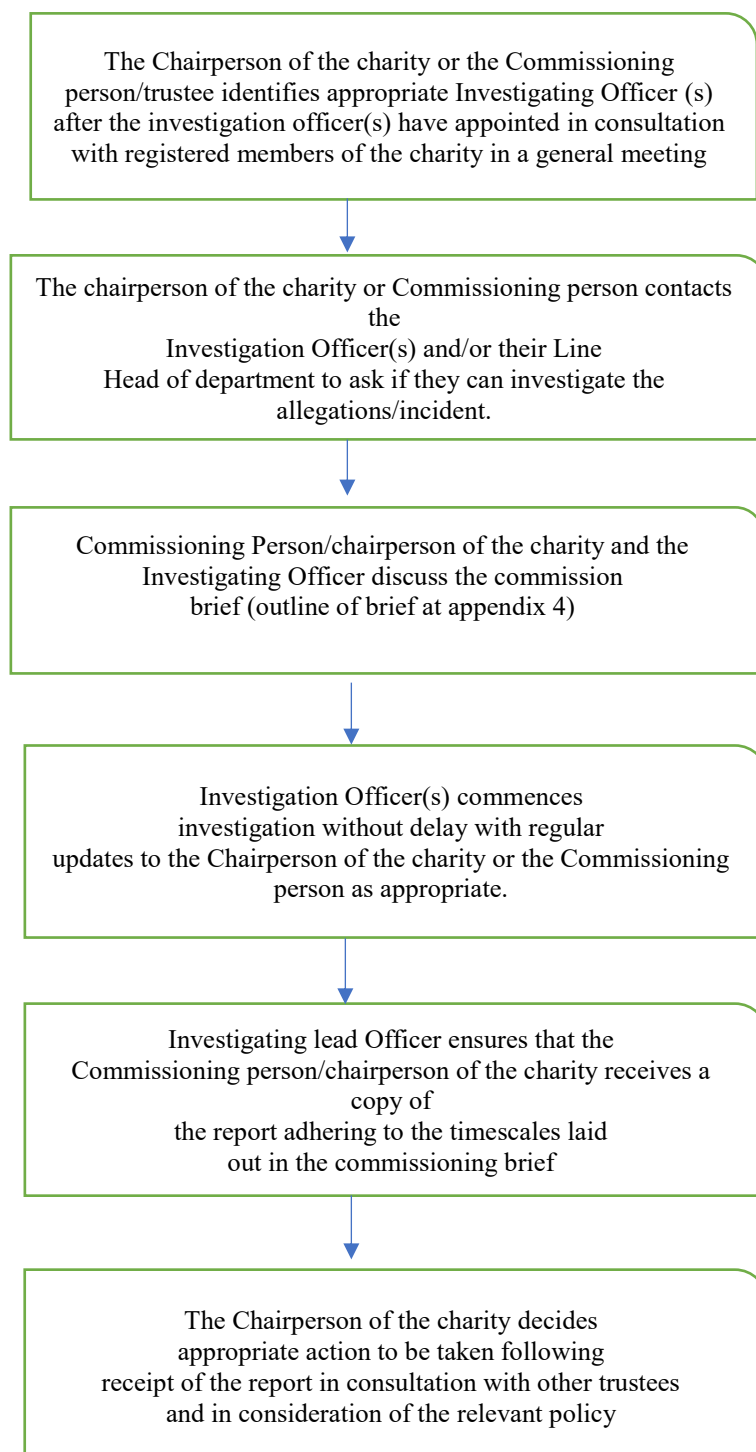 The Chairperson of the charity or the Commissioning
person/trustee identifies appropriate Investigating Officer (s)
after the investigation officer(s) have appointed in consultation
with registered members of the charity in a general meeting
The chairperson of the charity or Commissioning person contacts
the
Investigation Officer(s) and/or their Line
Head of department to ask if they can investigate the
allegations/incident.
Commissioning Person/chairperson of the charity and the
Investigating Officer discuss the commission
brief (outline of brief at appendix 4)
Investigation Officer(s) commences
investigation without delay with regular
updates to the Chairperson of the charity or the Commissioning
person as appropriate.
Investigating lead Officer ensures that the
Commissioning person/chairperson of the charity receives a
copy of
the report adhering to the timescales laid
out in the commissioning brief
The Chairperson of the charity decides
appropriate action to be taken following
receipt of the report in consultation with other trustees
and in consideration of the relevant policy